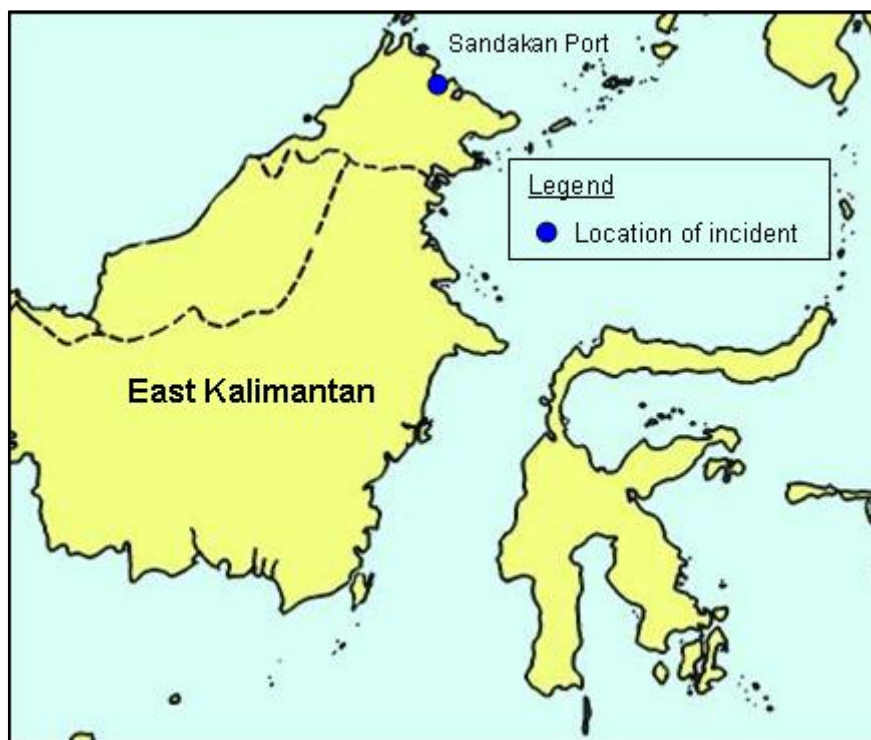 Sandakan Port
Legend
Location of incident
East Kalimantan